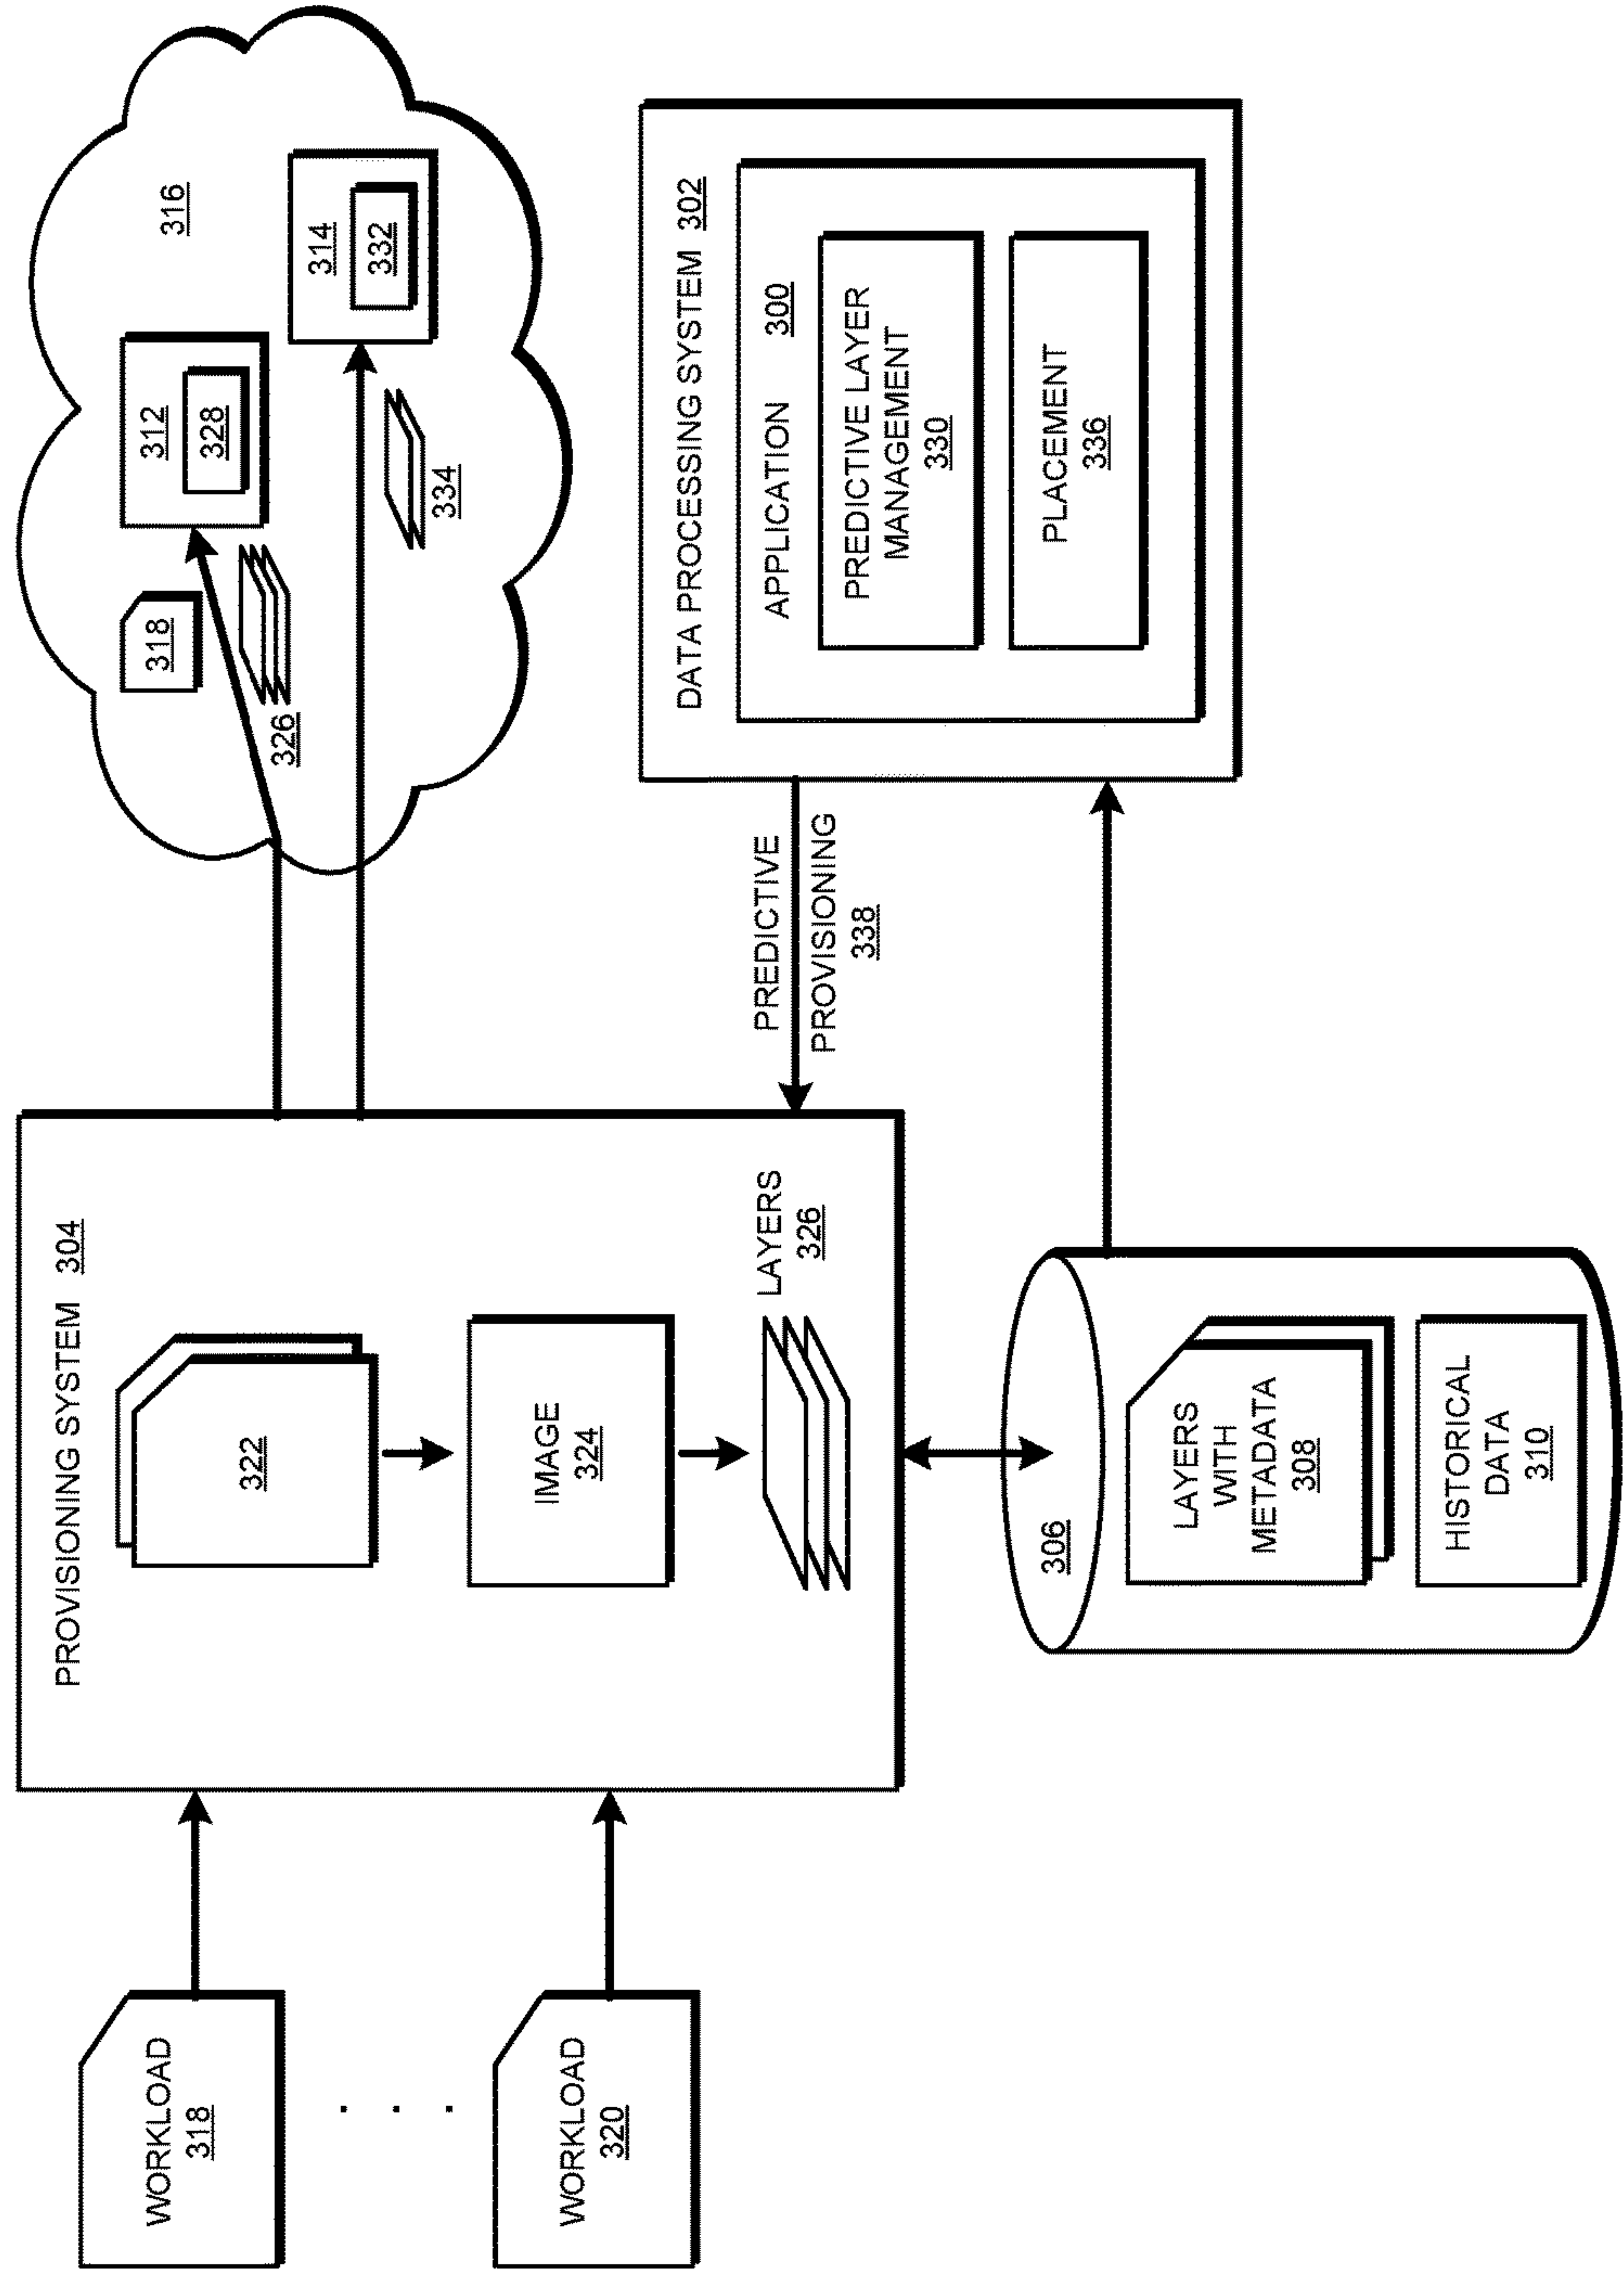 WORKLOAD
318
. . .
WORKLOAD
320
PROVISIONING SYSTEM 304
322
IMAGE
324
LAYERS
326
306
LAYERS
WITH
METADATA
308
HISTORICAL
DATA
310
316
318
326
312
328
314
332
334
PREDICTIVE
PROVISIONING
338
DATA PROCESSING SYSTEM 302
APPLICATION 300
PREDICTIVE LAYER
MANAGEMENT
330
PLACEMENT
336